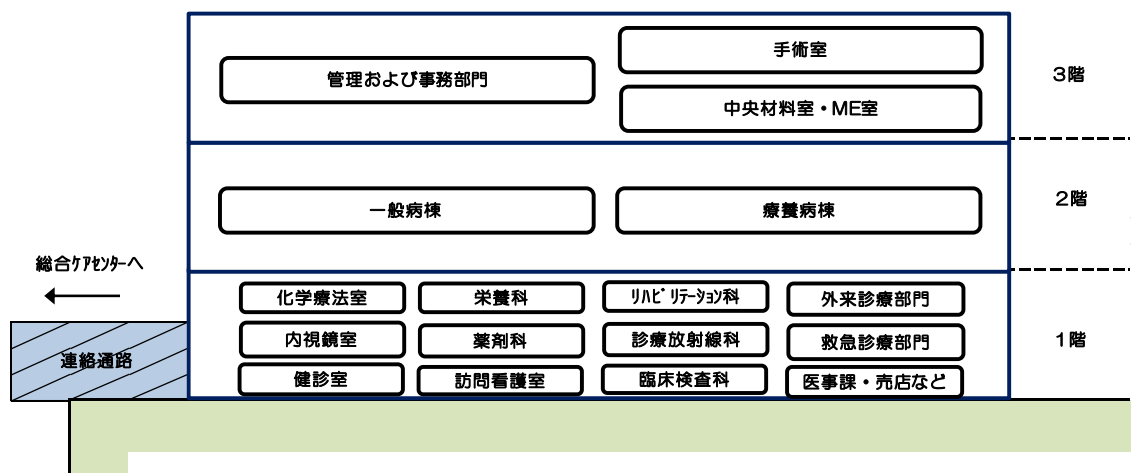 管理および事務部門
手術室
中央材料室・ME室
3階
一般病棟
療養病棟
2階
総合ｹｱｾﾝﾀｰへ
連絡通路
化学療法室
栄養科
ﾘﾊﾋﾞﾘﾃｰｼｮﾝ科
外来診療部門
内視鏡室
薬剤科
診療放射線科
救急診療部門
健診室
訪問看護室
臨床検査科
医事課・売店など
1階